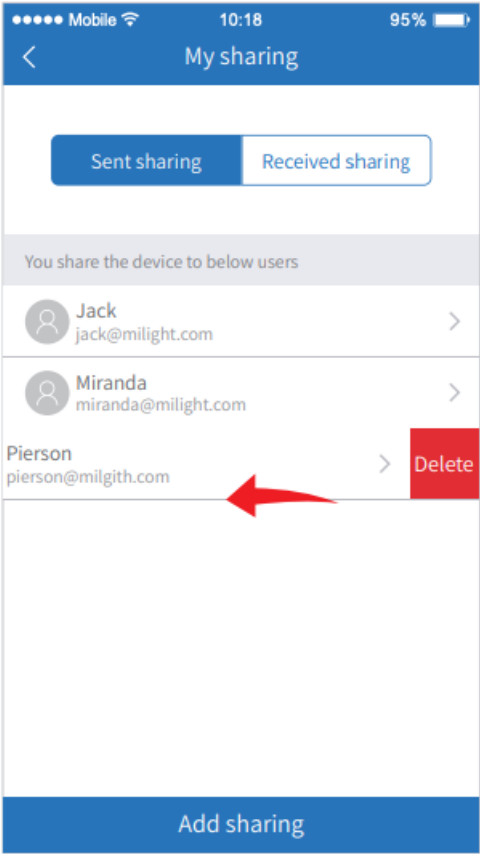 Mobile 10:18 95%
My sharing
Sent sharing Received sharing
You share the device to below users
Jack
jack@milight.com
Miranda
miranda@milight.com
Pierson
pierson@milgith.com
Delete
Add sharing